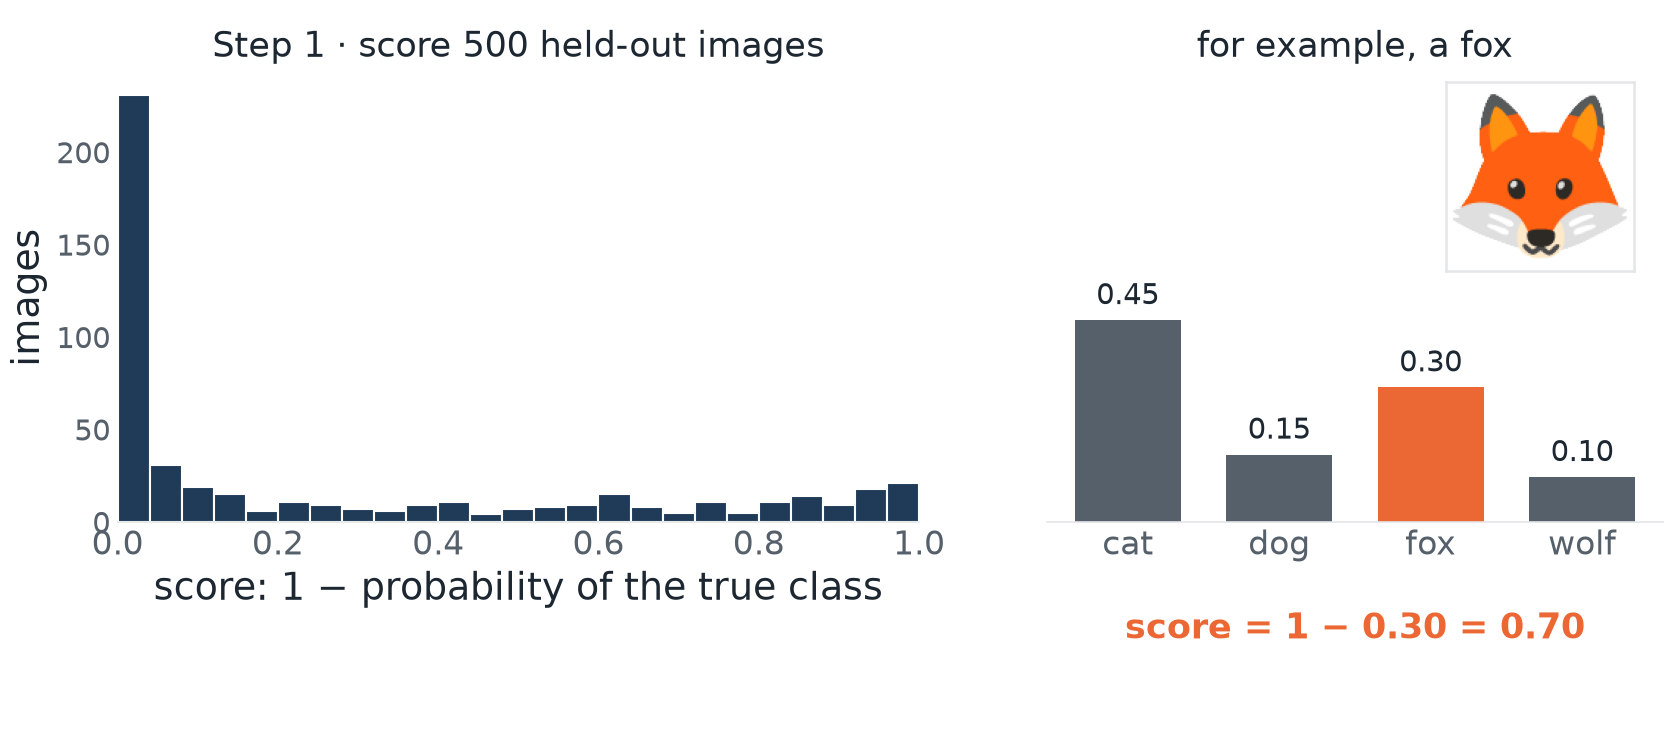 Step 1 · score 500 held-out images
images
200
150
100
50
0
0.0 0.2 0.4 0.6 0.8 1.0
score: 1 − probability of the true class
for example, a fox
0.45
0.15
0.30
0.10
cat dog fox wolf
score = 1 − 0.30 = 0.70